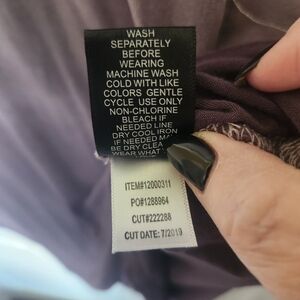 WASH
SEPARATELY
BEFORE
WEARING
MACHINE WASH
COLD WITH LIKE
COLORS GENTLE
CYCLE USE ONLY
NON-CHLORINE
BLEACH IF
NEEDED LINE
DRY COOL IRON
IF NEEDED
BE DRY CLEA
WEAR WHAT
ITEM#12000311
PO#1288964
CUT#222288
CUT DATE: 7/2019